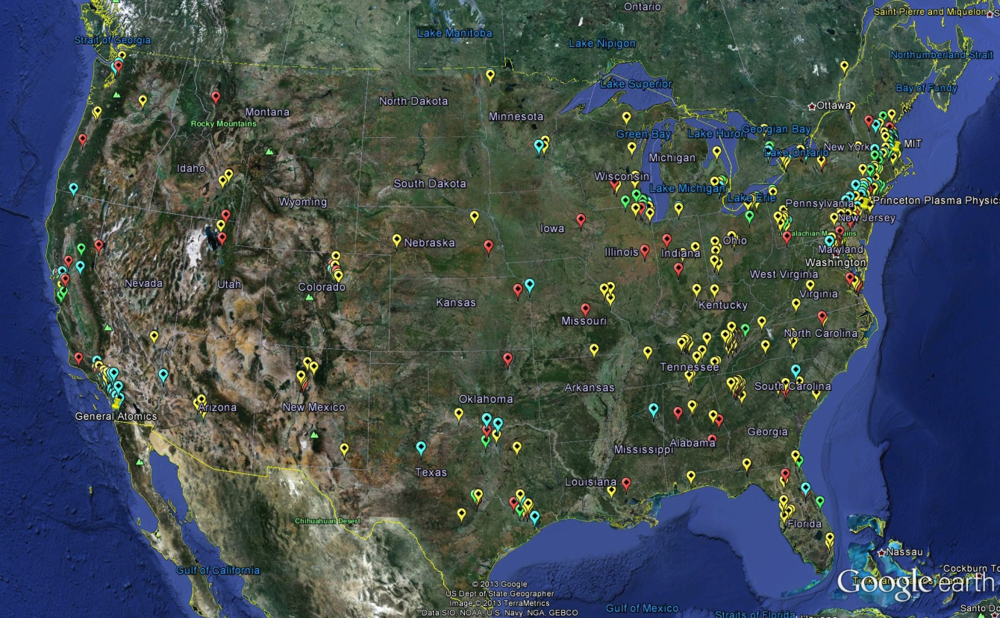 Ontario
Saint Pierre and Miquelon
Strait of Georgia
Lake Manitoba
Lake Nipigon
Northumberland Strait
Lake Superior
Bay of Fundy
North Dakota
Ottawa
Montana
Minnesota
Rocky Mountains
Green Bay
Lake Huron
Georgian Bay
MIT
New York
Lake Ontario
Michigan
Idaho
Wisconsin
South Dakota
Lake Michigan
Lake Erie
Wyoming
Pennsylvania
Princeton Plasma Physic
New Jersey
Iowa
Nebraska
Ohio
Illinois
Indiana
Maryland
Washington
West Virginia
Nevada
Utah
Colorado
Virginia
Kansas
Kentucky
Missouri
North Carolina
Tennessee
Arkansas
South Carolina
Oklahoma
General Atomics
Arizona
New Mexico
Georgia
Alabama
Mississippi
Texas
Louisiana
Chihuahuan Desert
Florida
Nassau
Gulf of California
Cockburn To
© 2013 Google
US Dept of State Geographer
Image © 2013 TerraMetrics
Data SIO, NOAA, U.S. Navy, NGA, GEBCO
Google earth
Gulf of Mexico
Straits of Florida
Santo Do